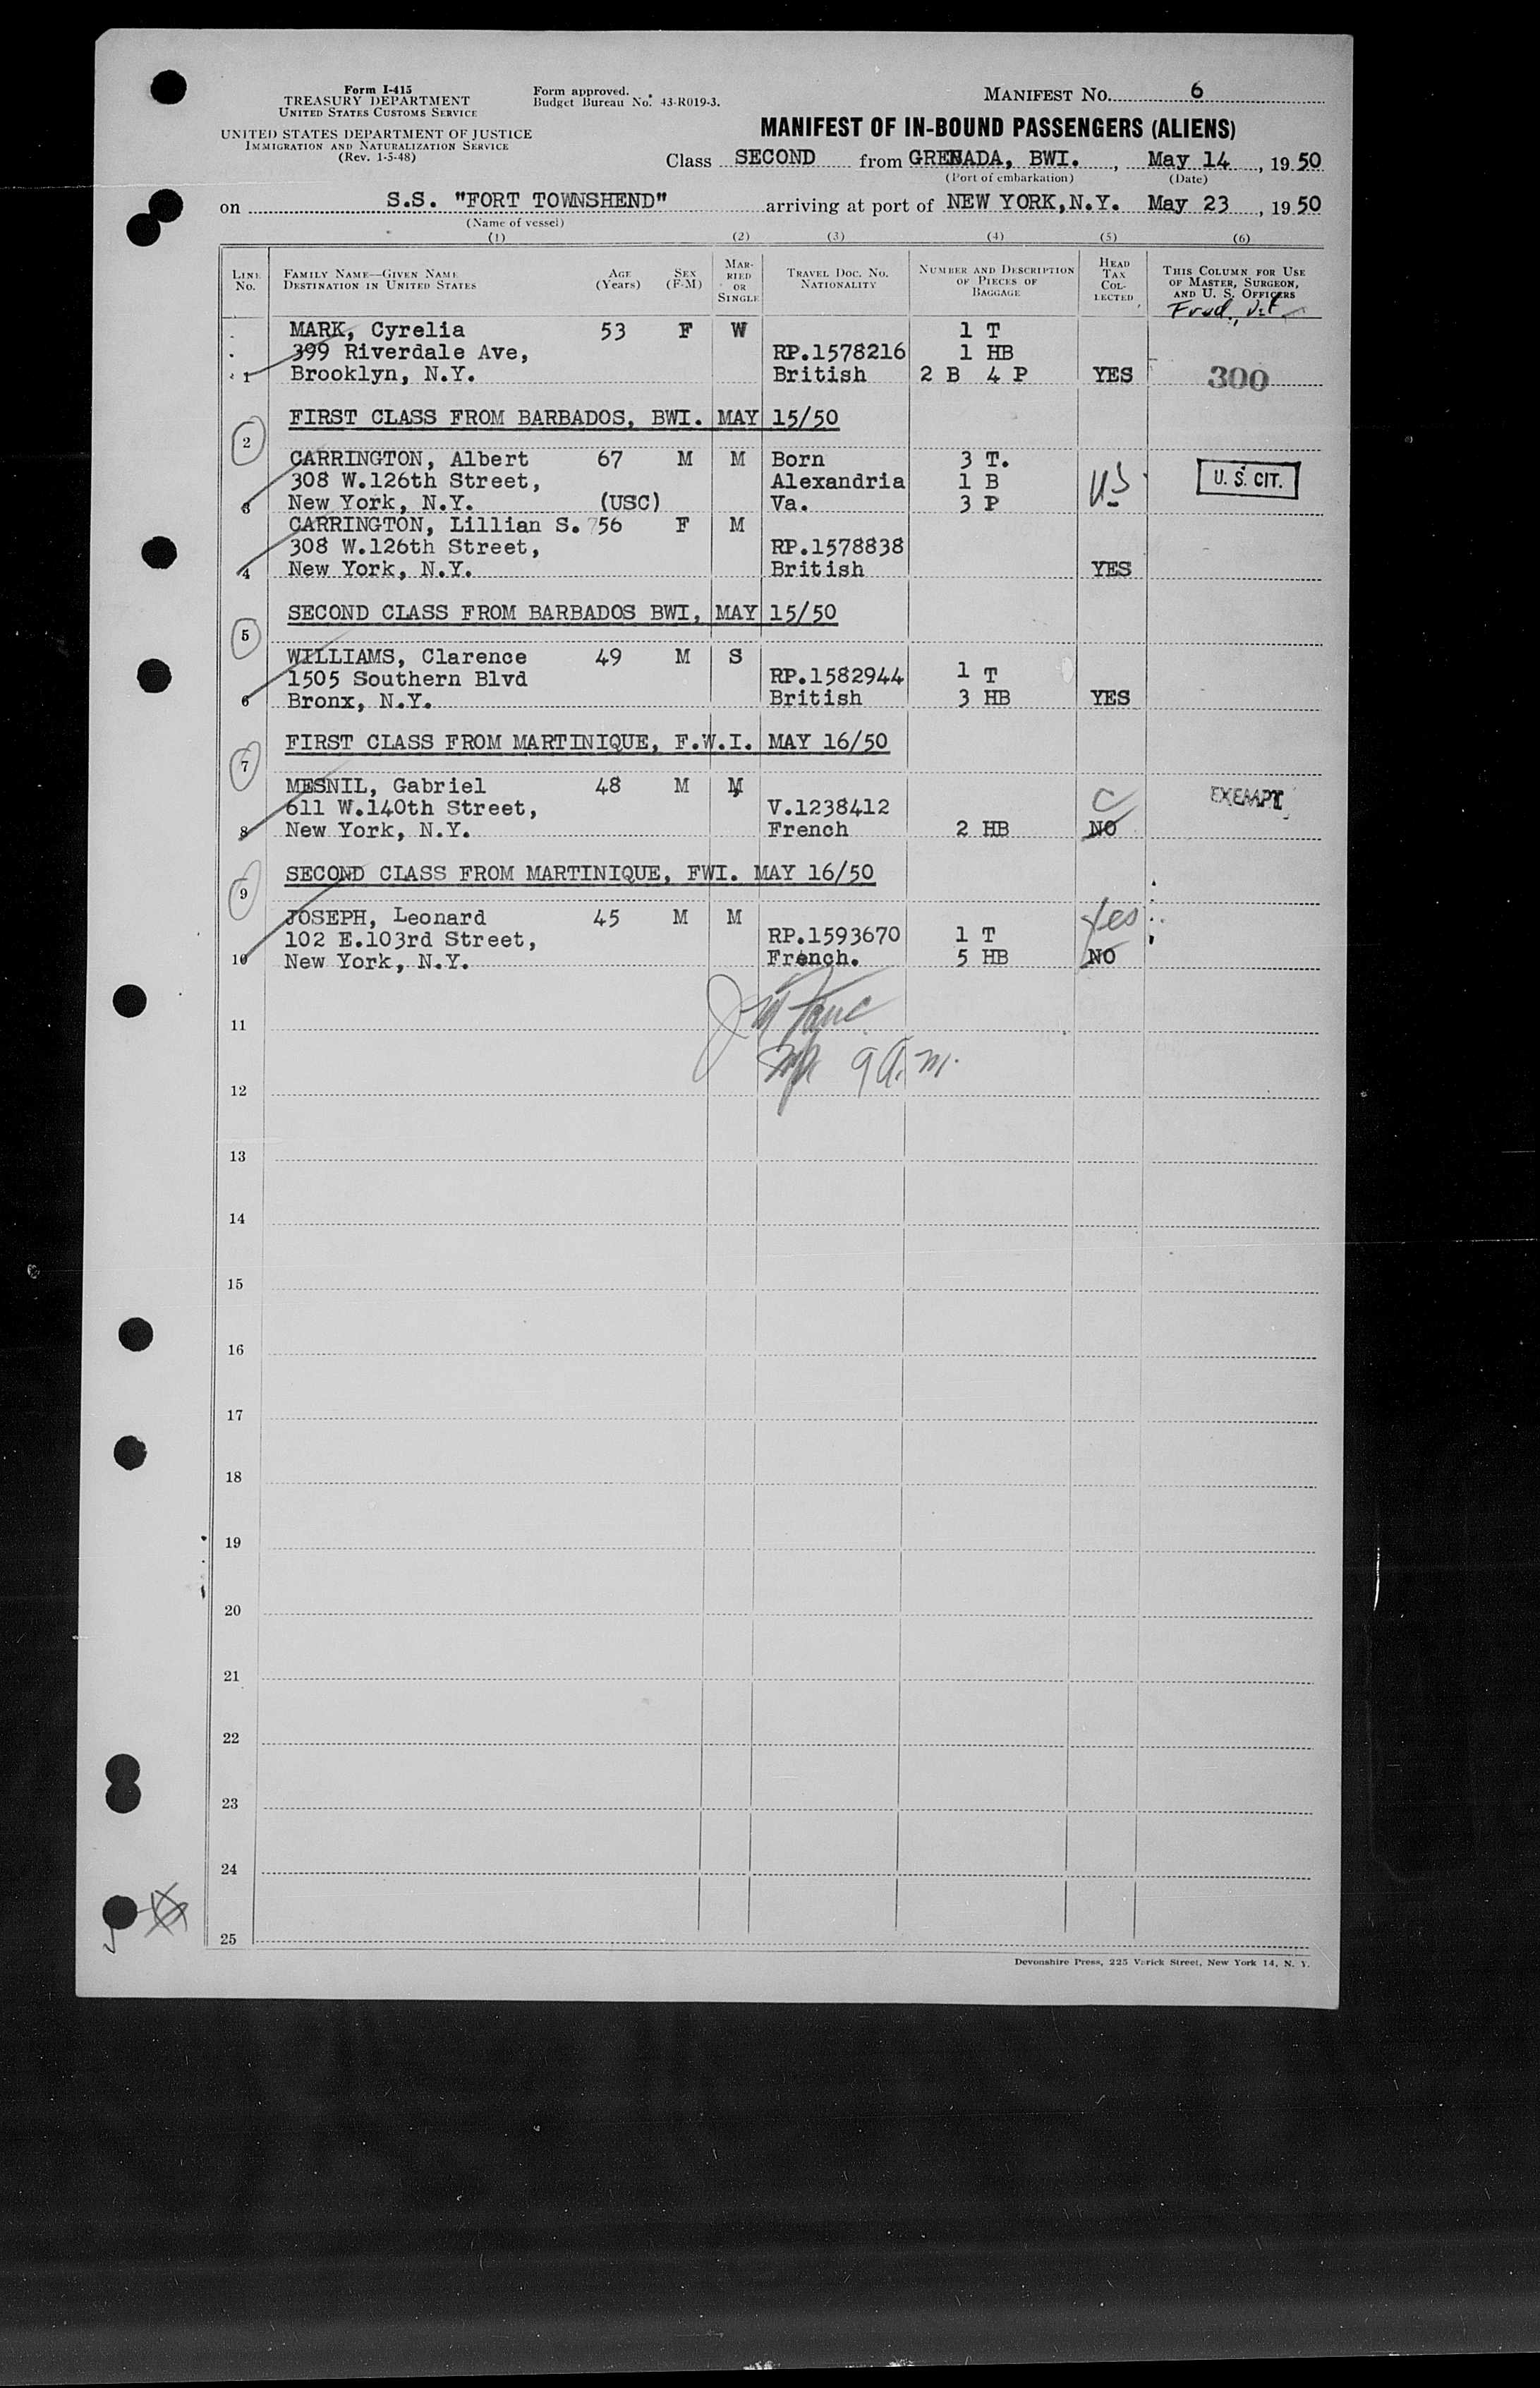 Form I-415
TREASURY DEPARTMENT
UNITED STATES CUSTOMS SERVICE
UNITED STATES DEPARTMENT OF JUSTICE
IMMIGRATION AND NATURALIZATION SERVICE
(Rev. 1-5-48)
Form approved.
Budget Bureau No. 43-R019-3.
MANIFEST NO. 6
MANIFEST OF IN-BOUND PASSENGERS (ALIENS)
Class SECOND from GRENADA, BWI., May 14, 1950
(Port of embarkation) (Date)
on S.S. "FORT TOWNSHEND" arriving at port of NEW YORK, N.Y. May 23, 1950
(Name of vessel)
(1) (2) (3) (4) (5) (6)
LINE NO. FAMILY NAME—GIVEN NAME DESTINATION IN UNITED STATES AGE (Years) SEX (F-M) MARRIED OR SINGLE TRAVEL DOC. NO. NATIONALITY NUMBER AND DESCRIPTION OF PIECES OF BAGGAGE HEAD TAX COLLECTED THIS COLUMN FOR USE OF MASTER, SURGEON, AND U. S. OFFICERS
MARK, Cyrelia 53 F W 1 T
399 Riverdale Ave, RP.1578216 1 HB
1 Brooklyn, N.Y. British 2 B 4 P YES 300
FIRST CLASS FROM BARBADOS, BWI. MAY 15/50
2
CARRINGTON, Albert 67 M M Born 3 T.
308 W.126th Street, Alexandria 1 B US U. S. CIT.
3 New York, N.Y. (USC) Va. 3 P
CARRINGTON, Lillian S. 56 F M
308 W.126th Street, RP.1578838
4 New York, N.Y. British YES
SECOND CLASS FROM BARBADOS BWI, MAY 15/50
5
WILLIAMS, Clarence 49 M S
1505 Southern Blvd RP.1582944 1 T
6 Bronx, N.Y. British 3 HB YES
FIRST CLASS FROM MARTINIQUE, F.W.I. MAY 16/50
7
MESNIL, Gabriel 48 M M
611 W.140th Street, V.1238412 C EXEMPT
8 New York, N.Y. French 2 HB NO
SECOND CLASS FROM MARTINIQUE, FWI. MAY 16/50
9
JOSEPH, Leonard 45 M M Yes
102 E.103rd Street, RP.1593670 1 T
10 New York, N.Y. French. 5 HB NO
11
9 A.M.
12
13
14
15
16
17
18
19
20
21
22
23
24
25
Devonshire Press, 225 Varick Street, New York 14, N. Y.